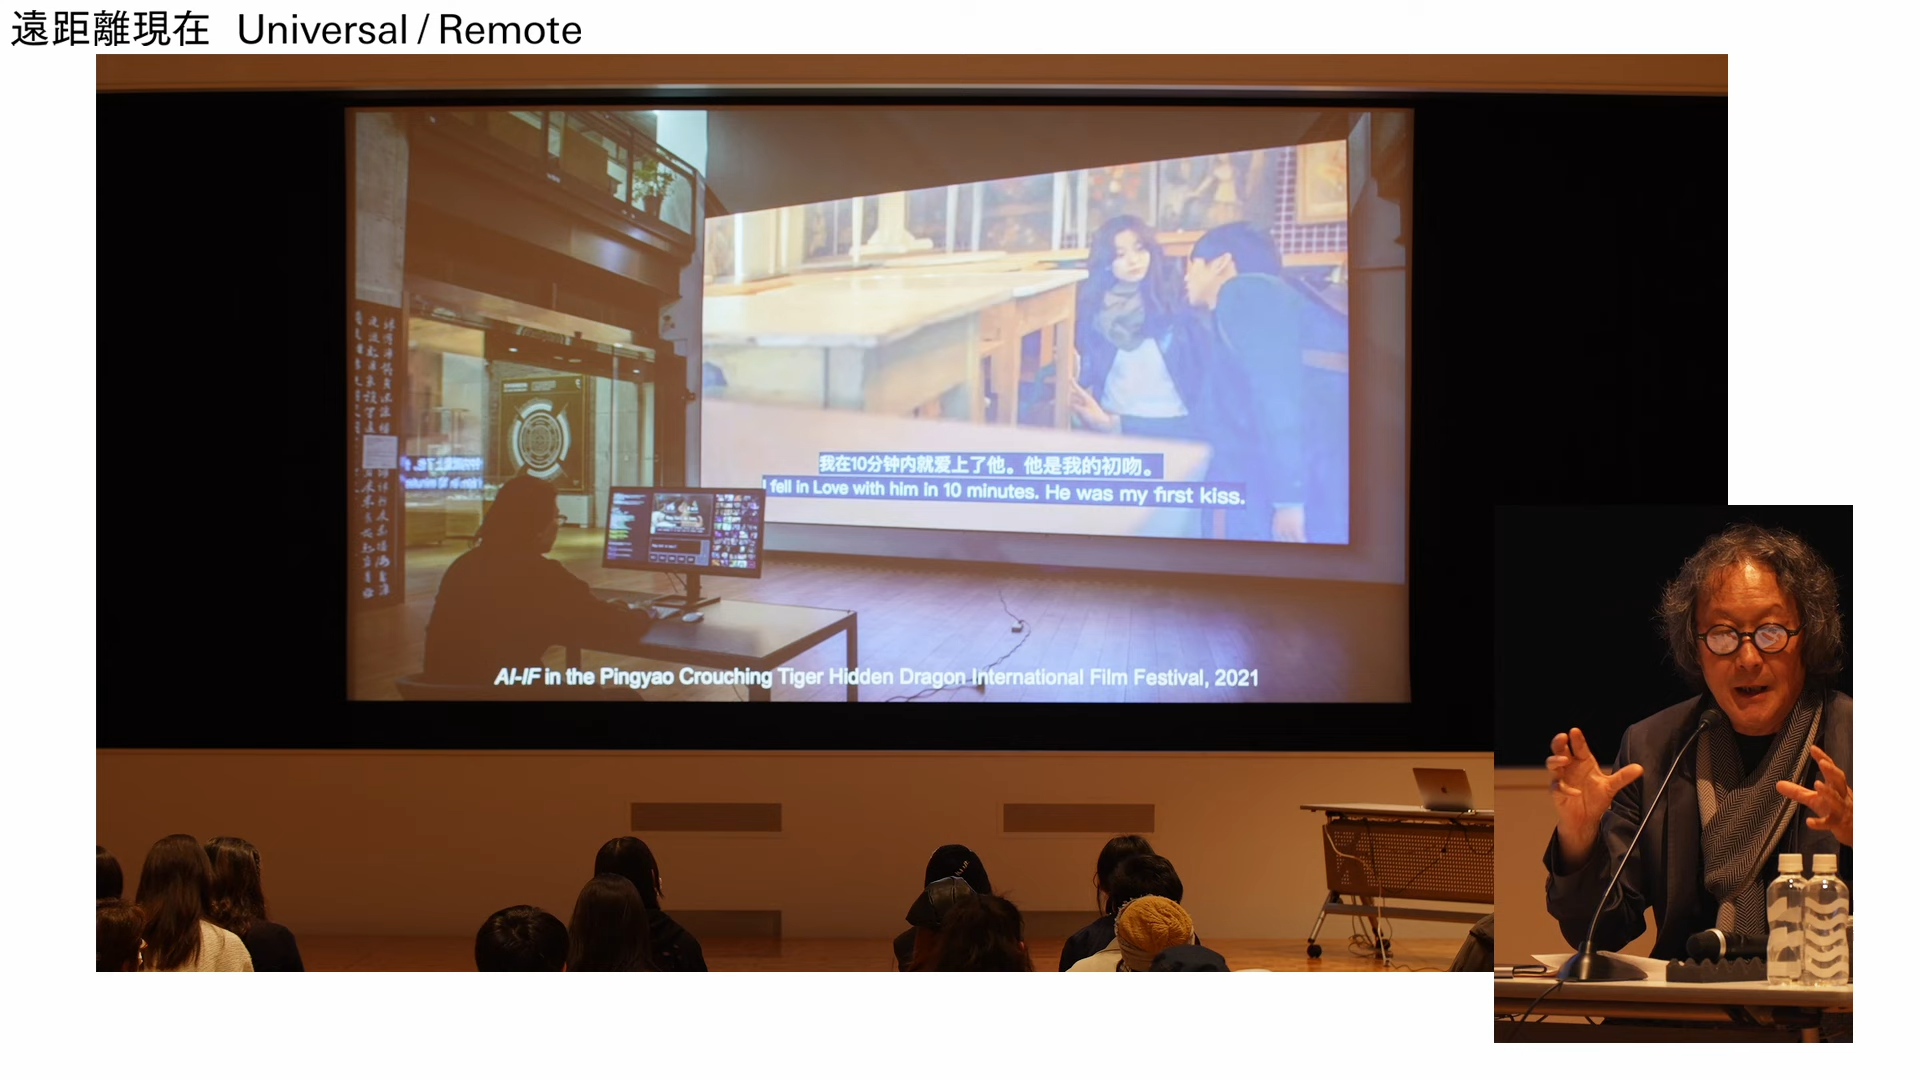 遠距離現在 Universal / Remote
我在10分钟内就爱上了他。他是我的初吻。
I fell in Love with him in 10 minutes. He was my first kiss.
AI-IF in the Pingyao Crouching Tiger Hidden Dragon International Film Festival, 2021